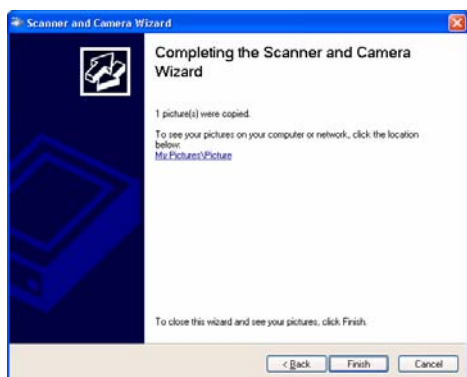 Scanner and Camera Wizard
Completing the Scanner and Camera
Wizard
1 picture(s) were copied.
To see your pictures on your computer or network, click the location
below:
My Pictures\Picture
To close this wizard and see your pictures, click Finish.
< Back
Finish
Cancel